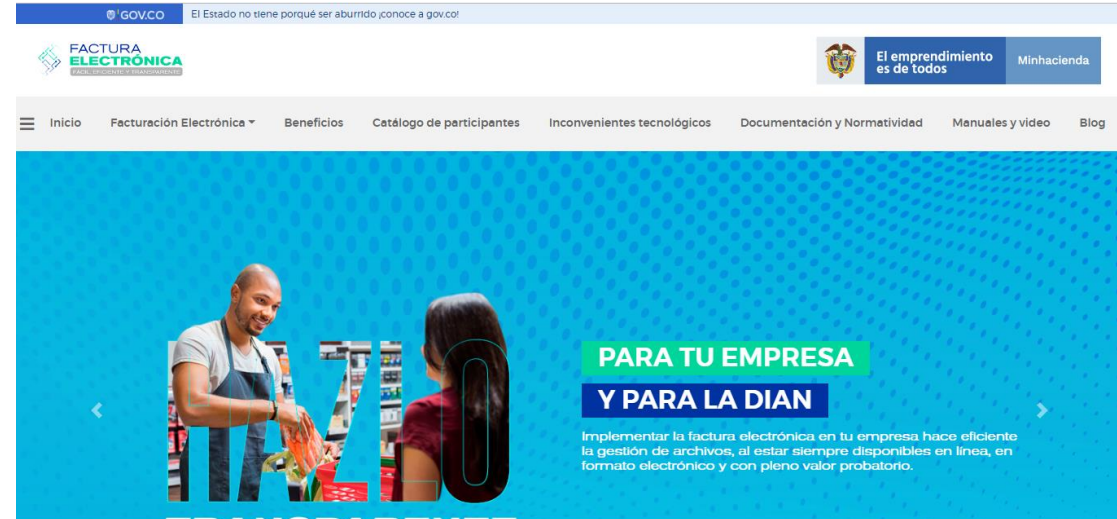 GOV.CO
El Estado no tiene porqué ser aburrido ¡conoce a gov.co!
FACTURA
ELECTRÓNICA
FÁCIL, EFICIENTE Y TRANSPARENTE
El emprendimiento
es de todos
Minhacienda
Inicio
Facturación Electrónica
Beneficios
Catálogo de participantes
Inconvenientes tecnológicos
Documentación y Normatividad
Manuales y video
Blog
HAZLO
TRANSPARENTE
PARA TU EMPRESA
Y PARA LA DIAN
Implementar la factura electrónica en tu empresa hace eficiente
la gestión de archivos, al estar siempre disponibles en línea, en
formato electrónico y con pleno valor probatorio.